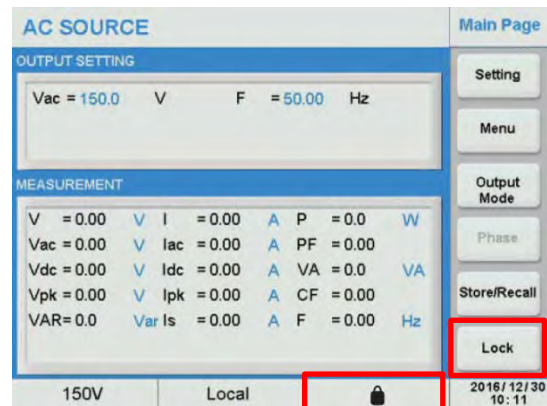 AC SOURCE
Main Page
OUTPUT SETTING
Vac = 150.0 V F = 50.00 Hz
MEASUREMENT
V = 0.00 V I = 0.00 A P = 0.0 W
Vac = 0.00 V Iac = 0.00 A PF = 0.00
Vdc = 0.00 V Idc = 0.00 A VA = 0.0 VA
Vpk = 0.00 V Ipk = 0.00 A CF = 0.00
VAR= 0.0 Var Is = 0.00 A F = 0.00 Hz
Setting
Menu
Output
Mode
Phase
Store/Recall
Lock
150V Local
2016/12/30
10:11